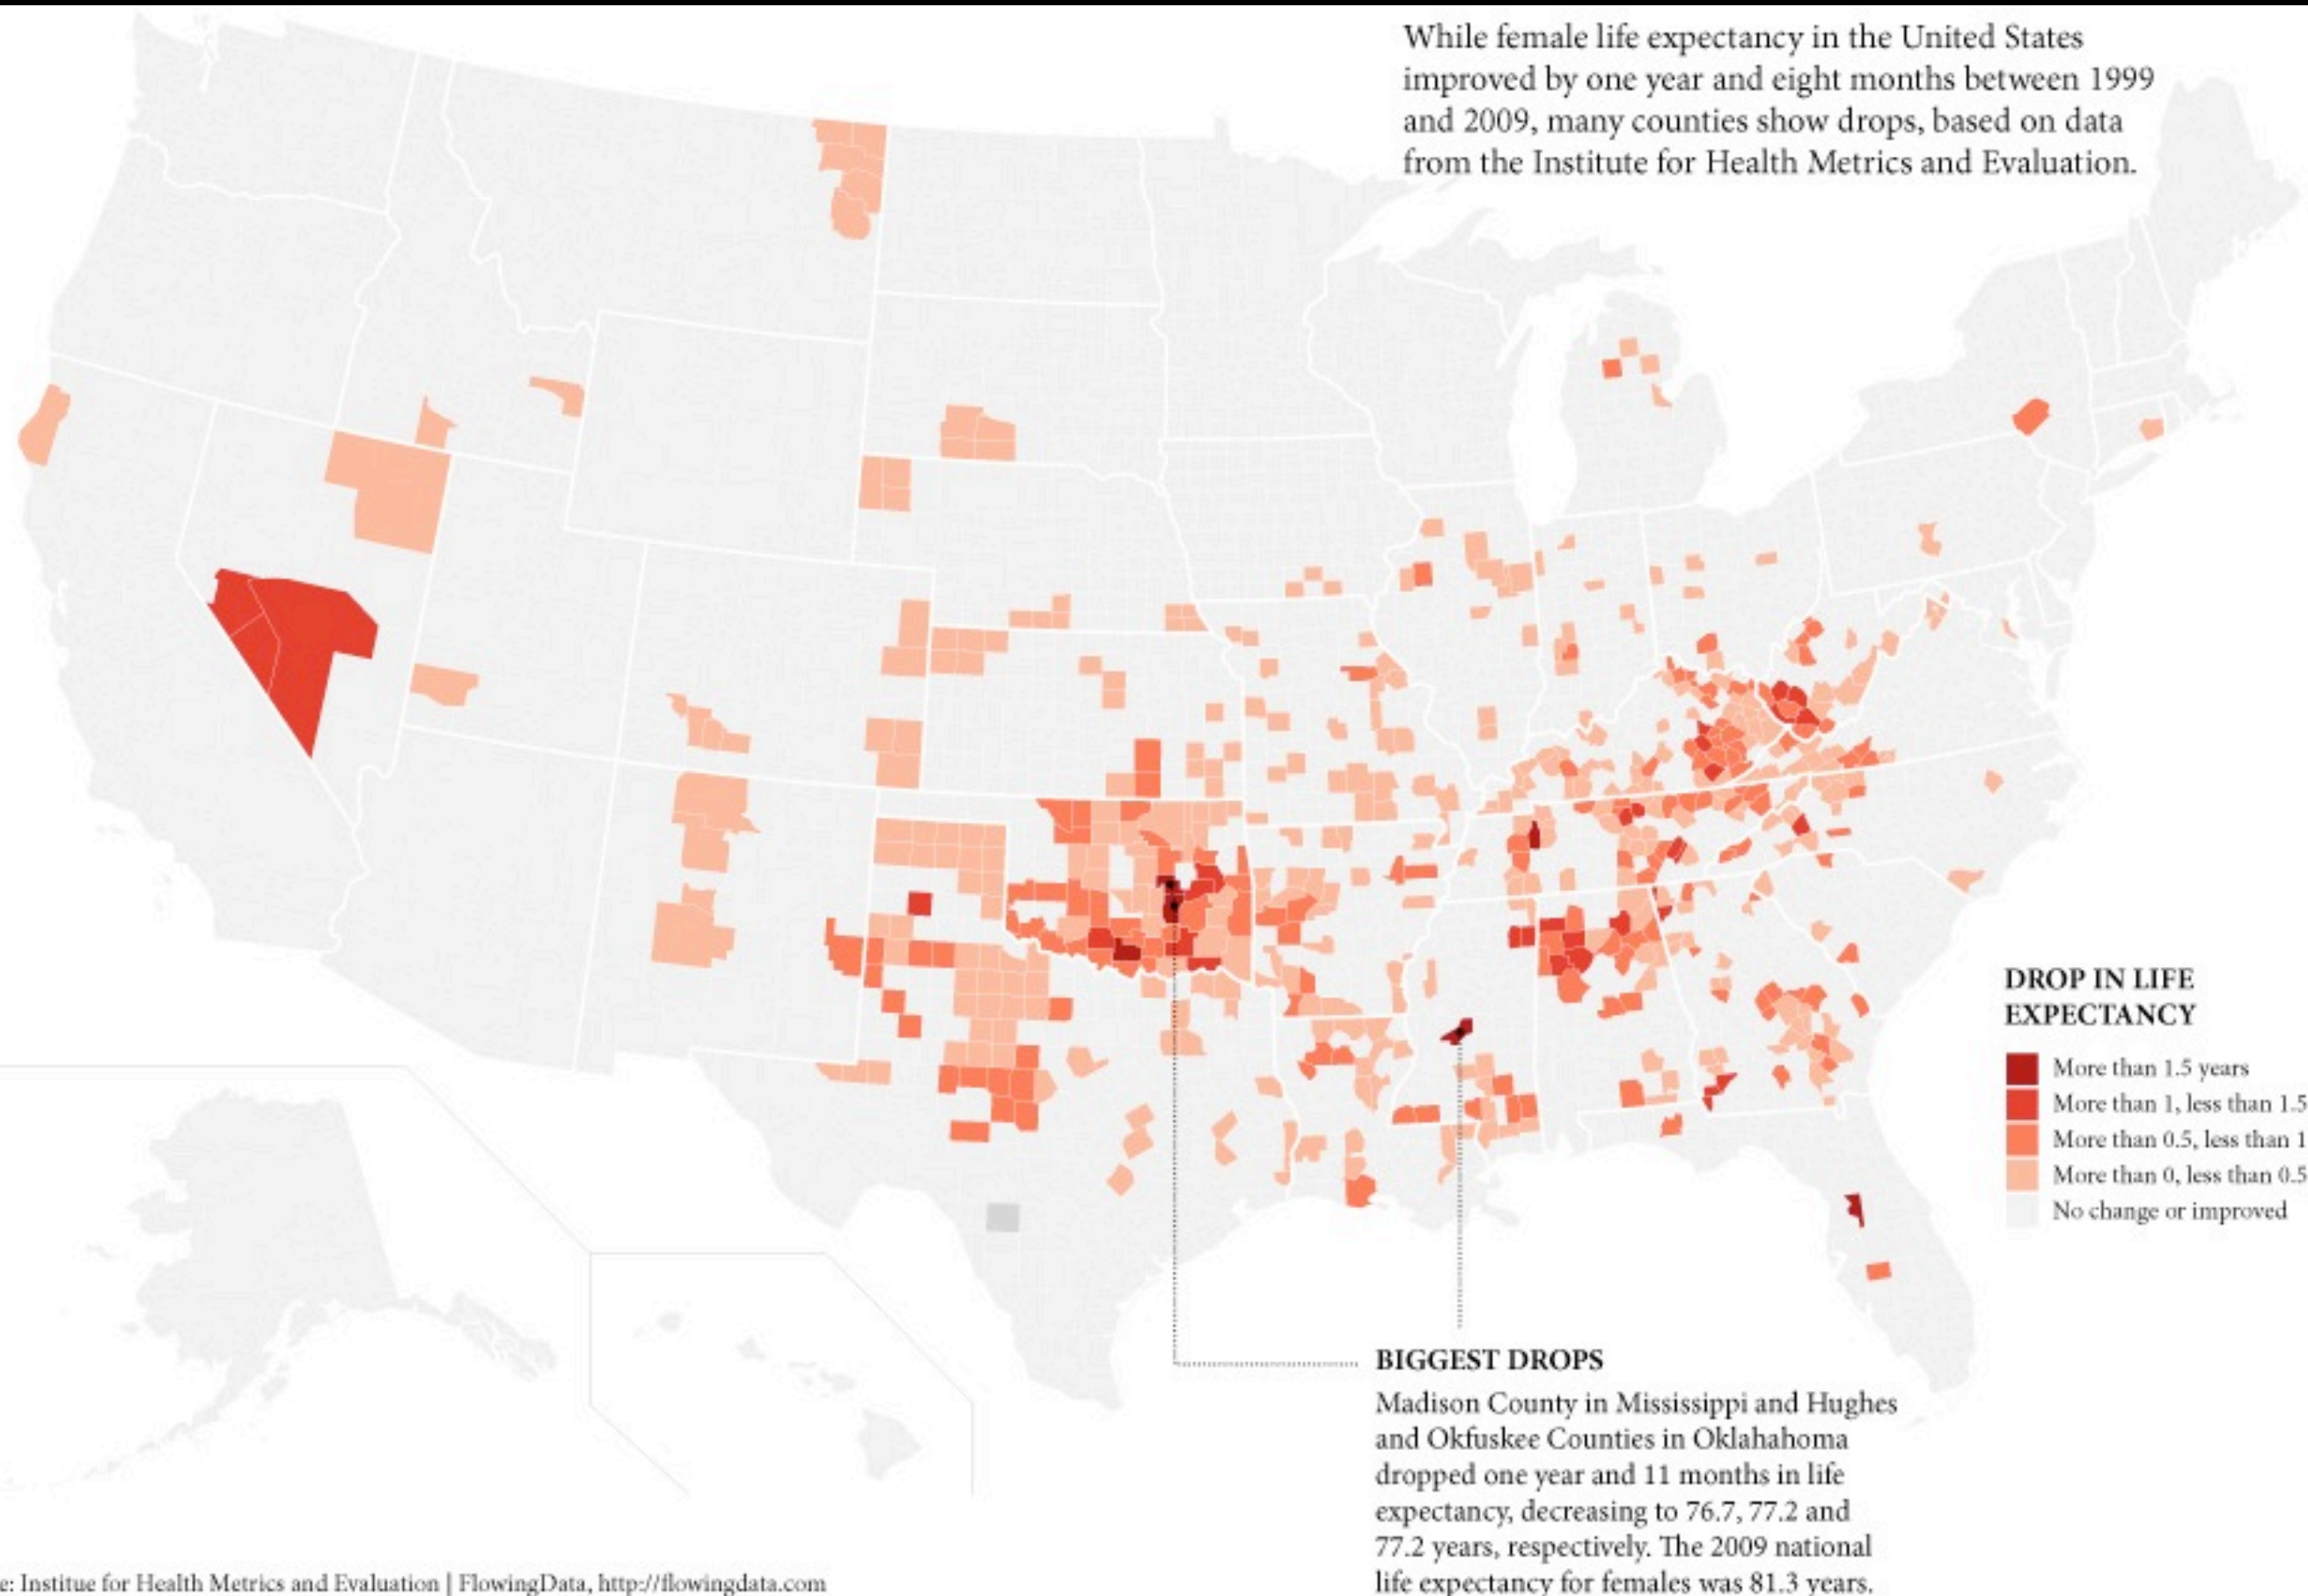 While female life expectancy in the United States
improved by one year and eight months between 1999
and 2009, many counties show drops, based on data
from the Institute for Health Metrics and Evaluation.
DROP IN LIFE
EXPECTANCY
More than 1.5 years
More than 1, less than 1.5
More than 0.5, less than 1
More than 0, less than 0.5
No change or improved
BIGGEST DROPS
Madison County in Mississippi and Hughes
and Okfuskee Counties in Oklahahoma
dropped one year and 11 months in life
expectancy, decreasing to 76.7, 77.2 and
77.2 years, respectively. The 2009 national
life expectancy for females was 81.3 years.
e: Institue for Health Metrics and Evaluation | FlowingData, http://flowingdata.com